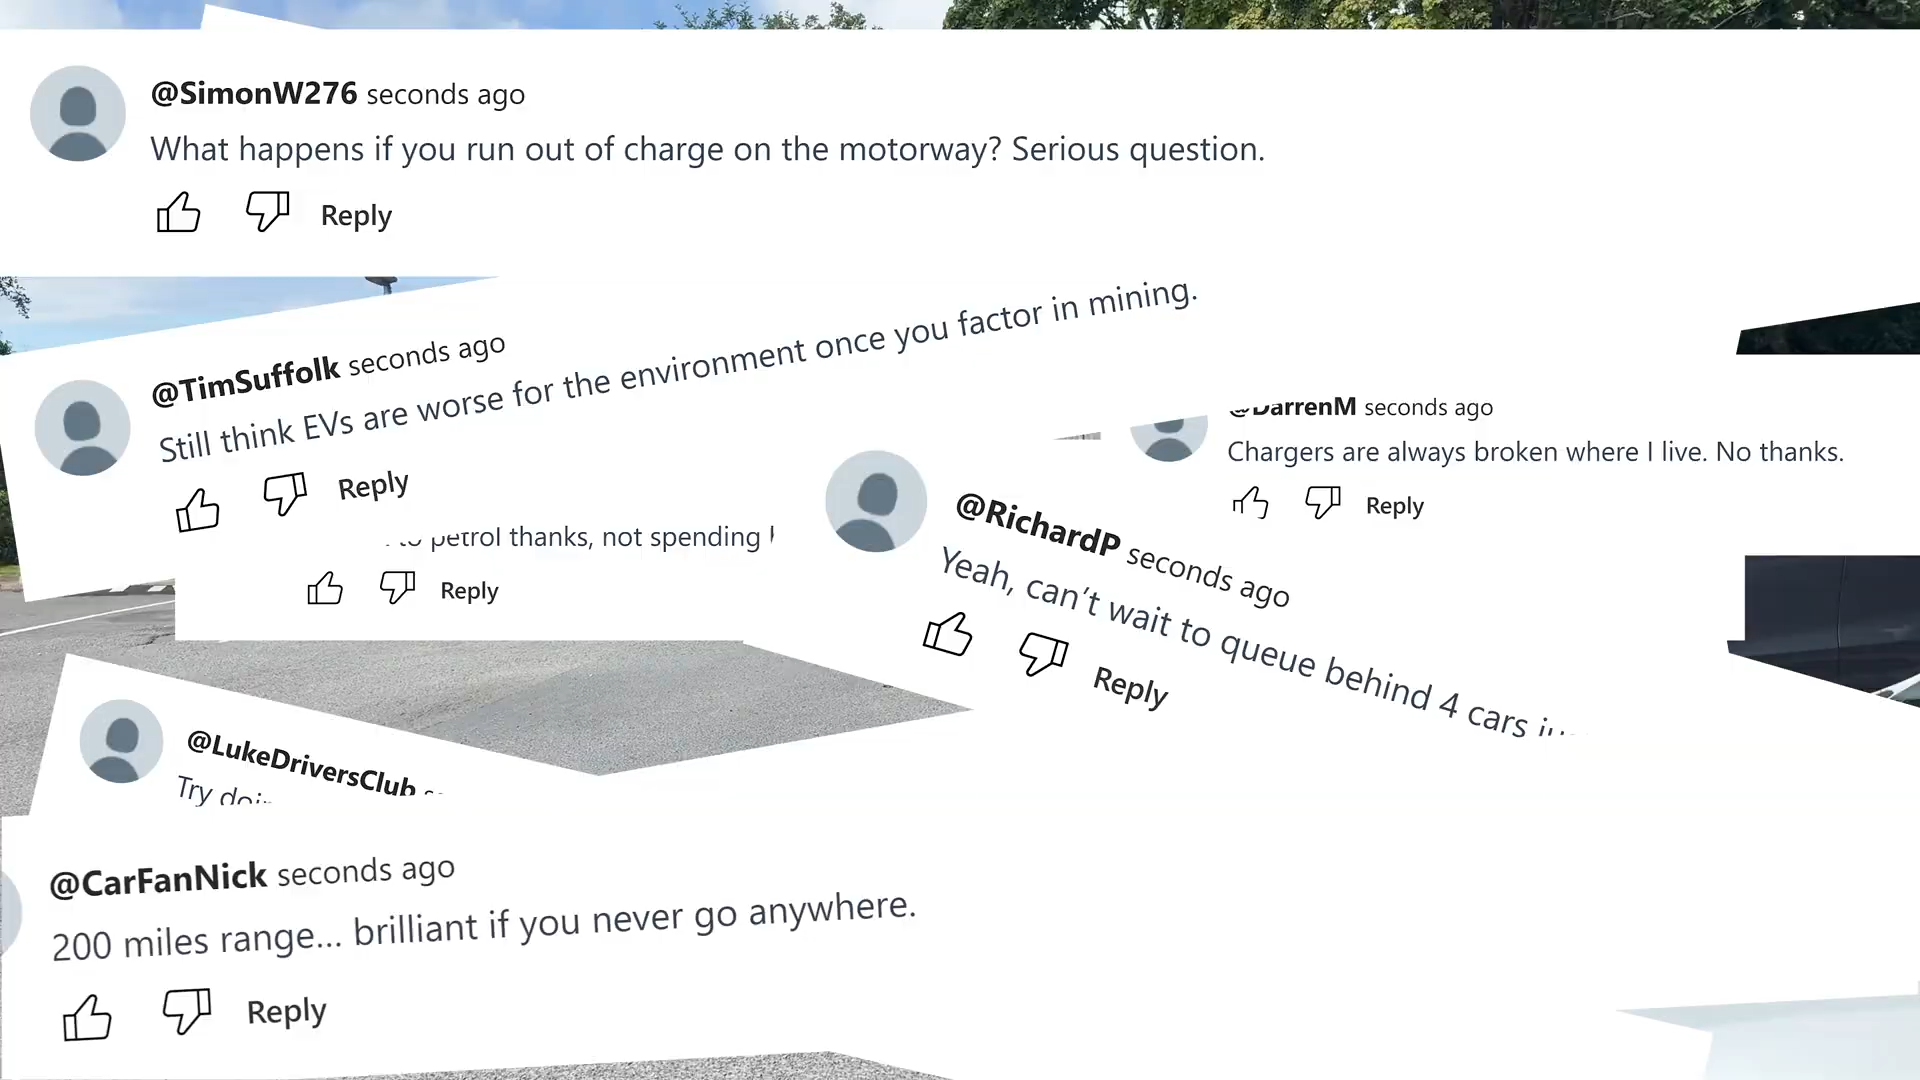 @SimonW276 seconds ago
What happens if you run out of charge on the motorway? Serious question.
Reply
@TimSuffolk seconds ago
Still think EVs are worse for the environment once you factor in mining.
Reply
@DarrenM seconds ago
Chargers are always broken where I live. No thanks.
Reply
to petrol thanks, not spending
Reply
@RichardP seconds ago
Yeah, can’t wait to queue behind 4 cars
Reply
@LukeDriversClub
Try
@CarFanNick seconds ago
200 miles range... brilliant if you never go anywhere.
Reply